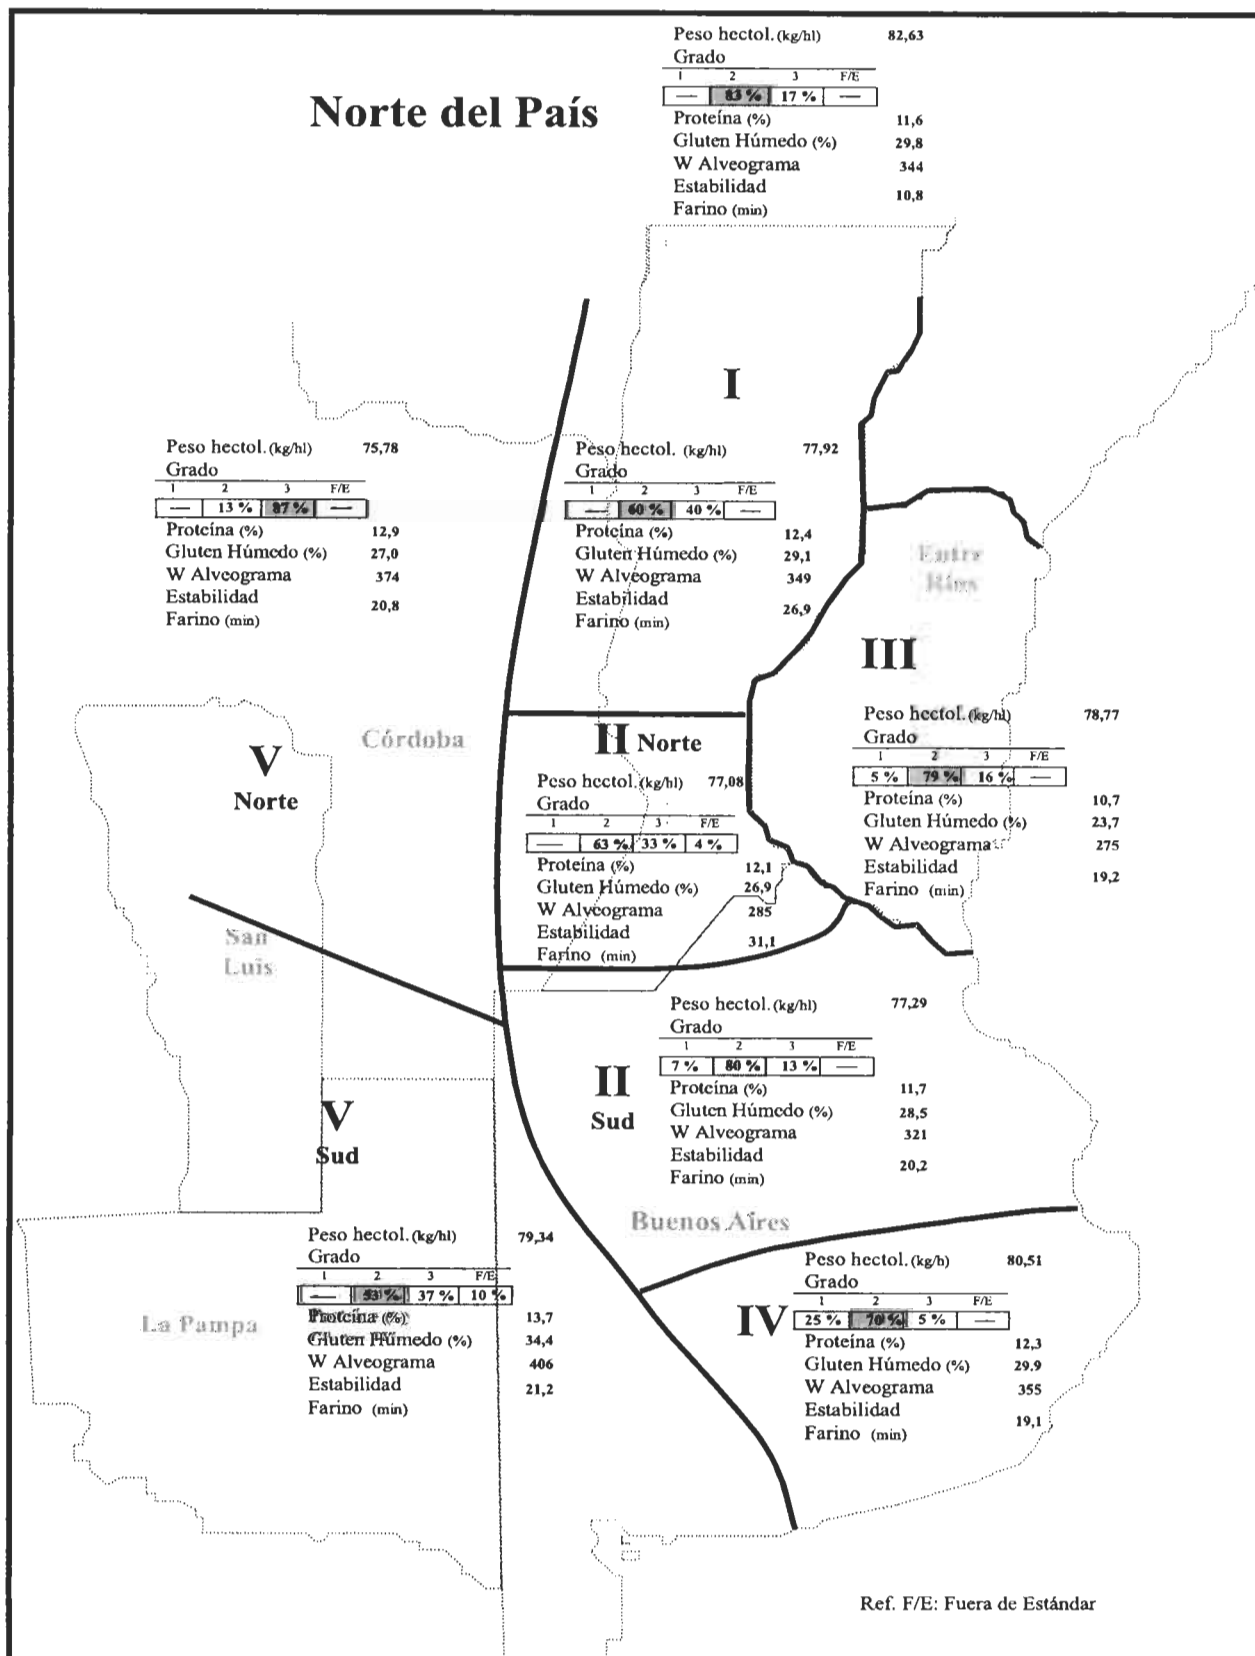 Norte del País
Peso hectol. (kg/hl) 82,63
Grado
1 2 3 F/E
— 83 % 17 % —
Proteína (%) 11,6
Gluten Húmedo (%) 29,8
W Alveograma 344
Estabilidad
Farino (min) 10,8
I
Peso hectol. (kg/hl) 75,78
Grado
1 2 3 F/E
— 13 % 87 % —
Proteína (%) 12,9
Gluten Húmedo (%) 27,0
W Alveograma 374
Estabilidad
Farino (min) 20,8
Peso hectol. (kg/hl) 77,92
Grado
1 2 3 F/E
— 60 % 40 % —
Proteína (%) 12,4
Gluten Húmedo (%) 29,1
W Alveograma 349
Estabilidad
Farino (min) 26,9
Entre
Ríos
III
Peso hectol. (kg/hl) 78,77
Grado
1 2 3 F/E
5 % 79 % 16 % —
Proteína (%) 10,7
Gluten Húmedo (%) 23,7
W Alveograma 275
Estabilidad
Farino (min) 19,2
Córdoba
V
Norte
II Norte
Peso hectol. (kg/hl) 77,08
Grado
1 2 3 F/E
— 63 % 33 % 4 %
Proteína (%) 12,1
Gluten Húmedo (%) 26,9
W Alveograma 285
Estabilidad
Farino (min) 31,1
San
Luis
II
Sud
Peso hectol. (kg/hl) 77,29
Grado
1 2 3 F/E
7 % 80 % 13 % —
Proteína (%) 11,7
Gluten Húmedo (%) 28,5
W Alveograma 321
Estabilidad
Farino (min) 20,2
V
Sud
Buenos Aires
Peso hectol. (kg/hl) 79,34
Grado
1 2 3 F/E
— 53 % 37 % 10 %
Proteína (%) 13,7
Gluten Húmedo (%) 34,4
W Alveograma 406
Estabilidad 21,2
Farino (min)
La Pampa
IV
Peso hectol. (kg/h) 80,51
Grado
1 2 3 F/E
25 % 70 % 5 % —
Proteína (%) 12,3
Gluten Húmedo (%) 29,9
W Alveograma 355
Estabilidad
Farino (min) 19,1
Ref. F/E: Fuera de Estándar